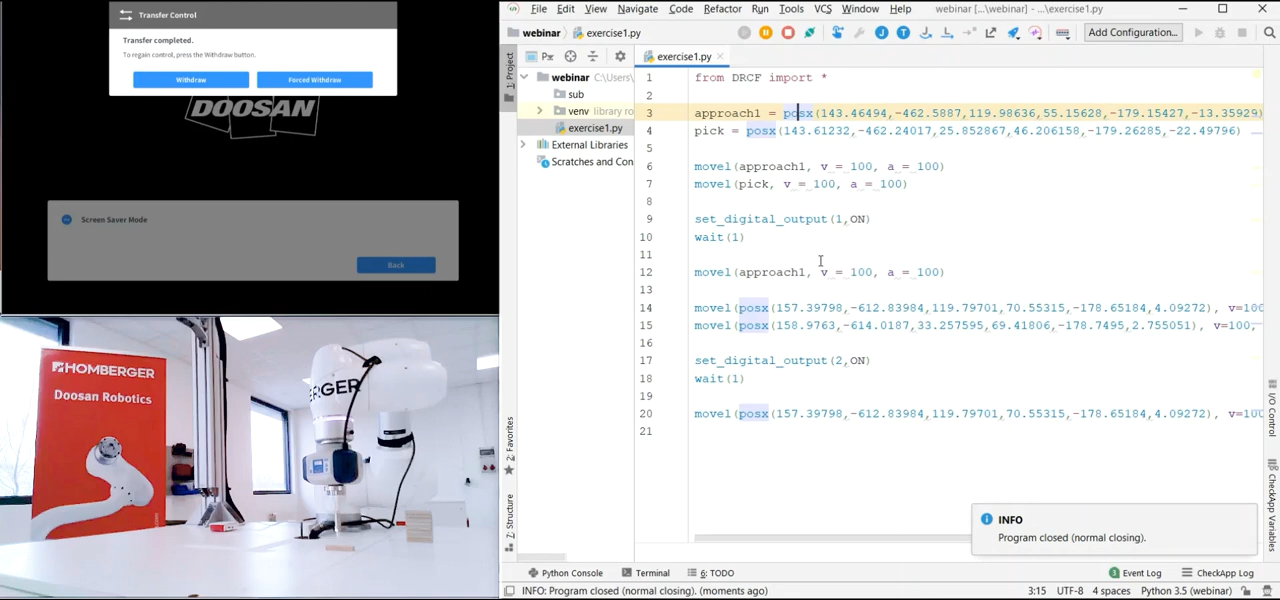 Transfer Control
Transfer completed.
To regain control, press the Withdraw button.
Withdraw
Forced Withdraw
DOOSAN
Screen Saver Mode
Back
HOMBERGER
Doosan Robotics
ERGER
File Edit View Navigate Code Refactor Run Tools VCS Window Help webinar [...\webinar] - ...\exercise1.py
webinar
exercise1.py
Add Configuration...
1: Project
exercise1.py
webinar C:\Users\
sub
venv library ro
exercise1.py
External Libraries
Scratches and Con
1 from DRCF import *
2
3 approach1 = posx(143.46494,-462.5887,119.98636,55.15628,-179.15427,-13.35929)
4 pick = posx(143.61232,-462.24017,25.852867,46.206158,-179.26285,-22.49796)
5
6 movel(approach1, v = 100, a = 100)
7 movel(pick, v = 100, a = 100)
8
9 set_digital_output(1,ON)
10 wait(1)
11
12 movel(approach1, v = 100, a = 100)
13
14 movel(posx(157.39798,-612.83984,119.79701,70.55315,-178.65184,4.09272), v=100
15 movel(posx(158.9763,-614.0187,33.257595,69.41806,-178.7495,2.755051), v=100,
16
17 set_digital_output(2,ON)
18 wait(1)
19
20 movel(posx(157.39798,-612.83984,119.79701,70.55315,-178.65184,4.09272), v=100
21
2: Favorites
7: Structure
I/O Control
CheckApp Variables
INFO
Program closed (normal closing).
Python Console
Terminal
6: TODO
3 Event Log
CheckApp Log
INFO: Program closed (normal closing). (moments ago)
3:15 UTF-8 4 spaces Python 3.5 (webinar)